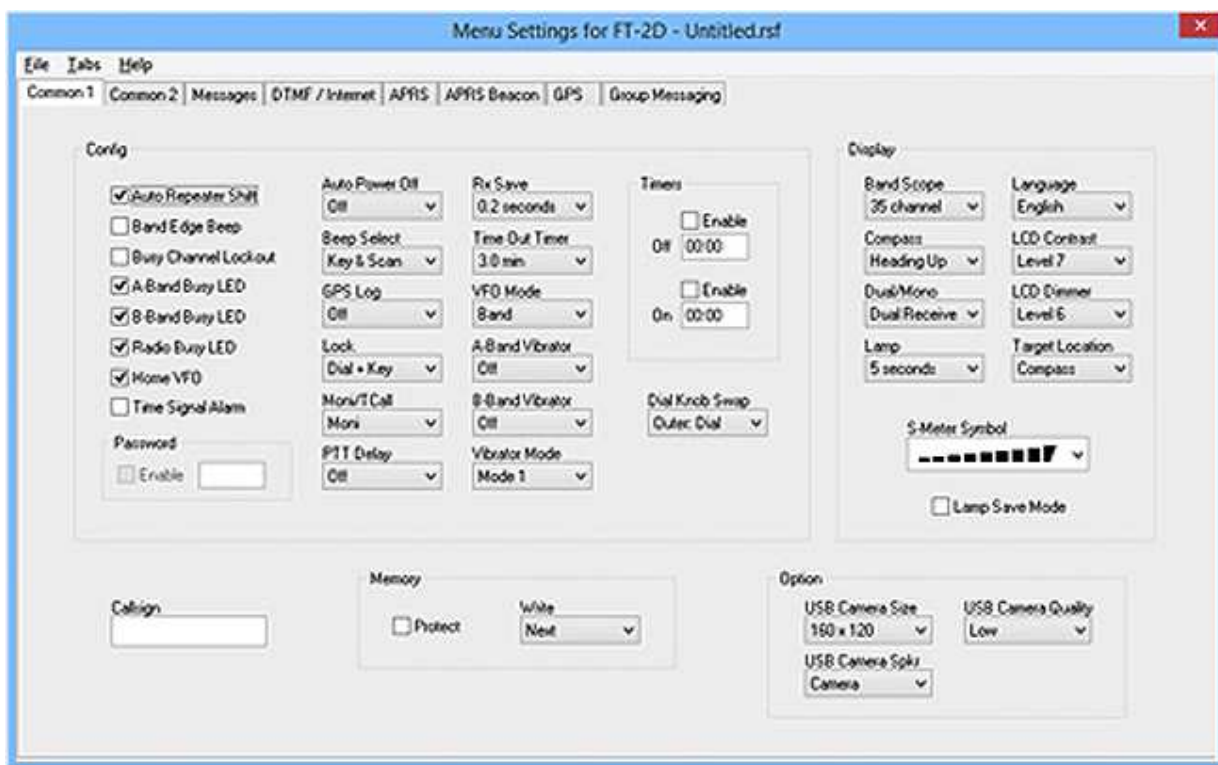 Menu Settings for FT-2D - Untitled.rsf
File Tabs Help
Common 1 Common 2 Messages DTMF / Internet APRS APRS Beacon GPS Group Messaging
Config
Auto Repeater Shift
Band Edge Beep
Busy Channel Lockout
A-Band Busy LED
B-Band Busy LED
Radio Busy LED
Home VFO
Time Signal Alarm
Password
Enable
Auto Power Off
Off
Beep Select
Key & Scan
GPS Log
Off
Lock
Dial + Key
Moni/TCall
Moni
PTT Delay
Off
Rx Save
0.2 seconds
Time Out Timer
3.0 min
VFO Mode
Band
A-Band Vibrator
Off
B-Band Vibrator
Off
Vibrator Mode
Mode 1
Timers
Enable
Off 00:00
Enable
On 00:00
Dial Knob Swap
Outer: Dial
Display
Band Scope
35 channel
Compass
Heading Up
Dual/Mono
Dual Receive
Lamp
5 seconds
Language
English
LCD Contrast
Level 7
LCD Dimmer
Level 6
Target Location
Compass
S-Meter Symbol
Lamp Save Mode
Callsign
Memory
Protect
Write
Next
Option
USB Camera Size
160 x 120
USB Camera Quality
Low
USB Camera Spkr
Camera